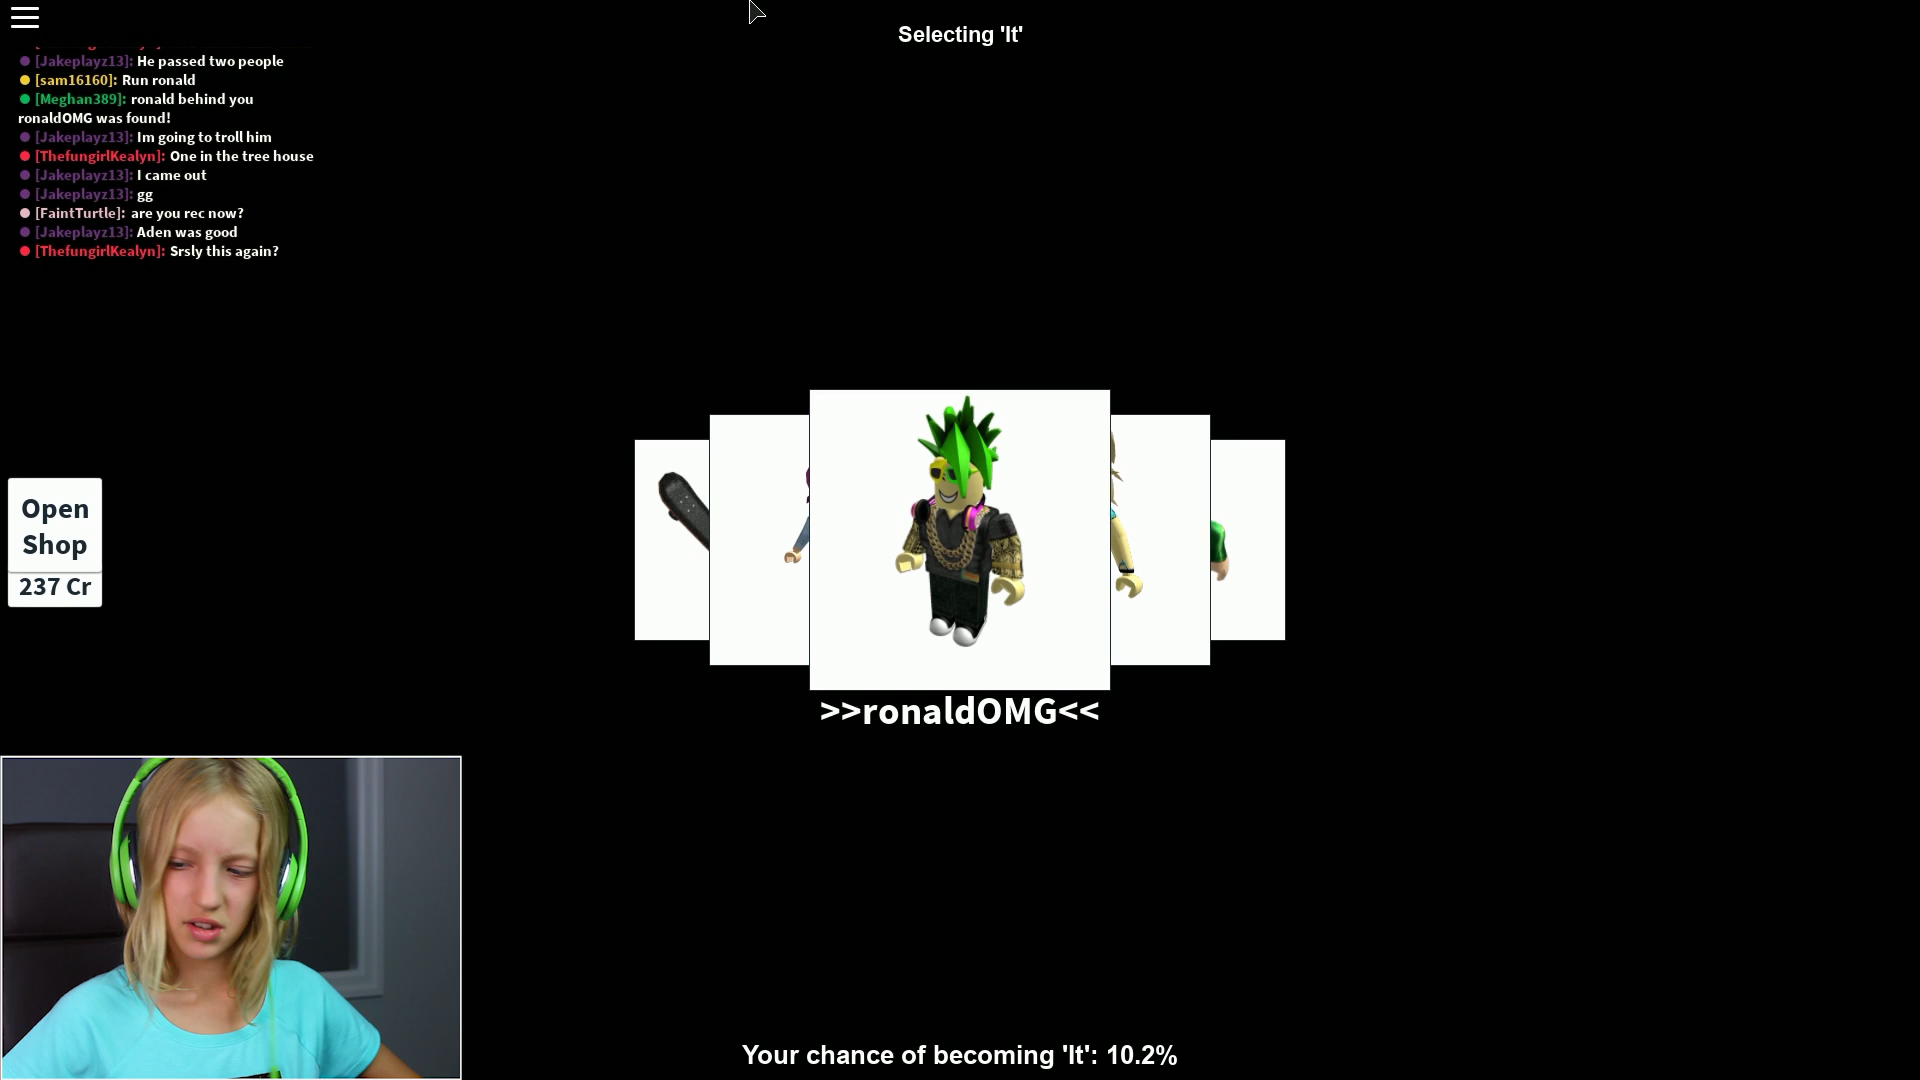 Selecting 'It'
[Jakeplayz13]: He passed two people
[sam16160]: Run ronald
[Meghan389]: ronald behind you
ronaldOMG was found!
[Jakeplayz13]: Im going to troll him
[ThefungirlKealyn]: One in the tree house
[Jakeplayz13]: I came out
[Jakeplayz13]: gg
[FaintTurtle]: are you rec now?
[Jakeplayz13]: Aden was good
[ThefungirlKealyn]: Srsly this again?
Open
Shop
237 Cr
>>ronaldOMG<<
Your chance of becoming 'It': 10.2%